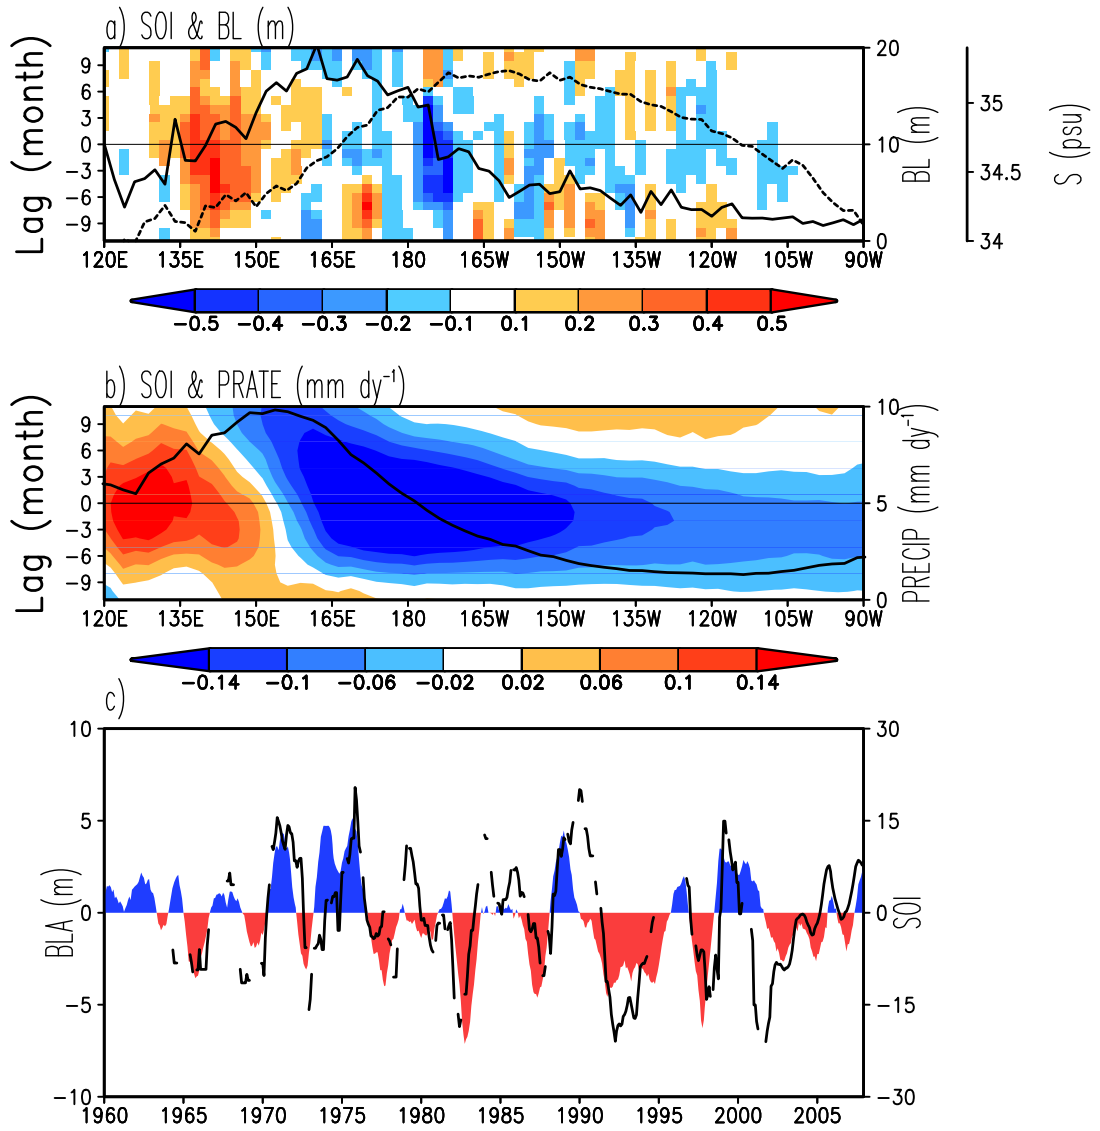 a) SOI & BL (m)
Lag (month)
9
6
3
0
−3
−6
−9
20
10
0
BL (m)
35
34.5
34
S (psu)
120E 135E 150E 165E 180 165W 150W 135W 120W 105W 90W
−0.5 −0.4 −0.3 −0.2 −0.1 0.1 0.2 0.3 0.4 0.5
b) SOI & PRATE (mm dy⁻¹)
Lag (month)
9
6
3
0
−3
−6
−9
10
5
0
PRECIP (mm dy⁻¹)
120E 135E 150E 165E 180 165W 150W 135W 120W 105W 90W
−0.14 −0.1 −0.06 −0.02 0.02 0.06 0.1 0.14
c)
BLA (m)
10
5
0
−5
−10
30
15
0
−15
−30
SOI
1960 1965 1970 1975 1980 1985 1990 1995 2000 2005